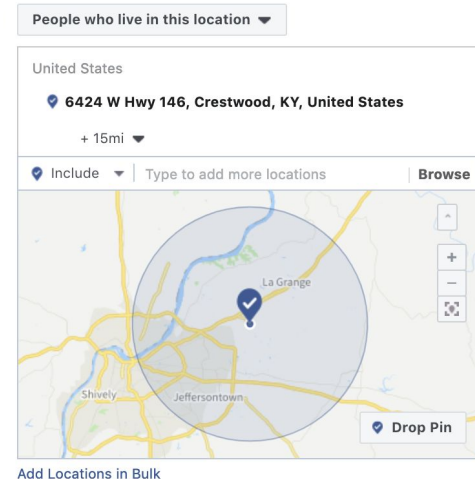 People who live in this location
United States
6424 W Hwy 146, Crestwood, KY, United States
+ 15mi
Include Type to add more locations Browse
La Grange
Shively
Jeffersontown
Drop Pin
Add Locations in Bulk